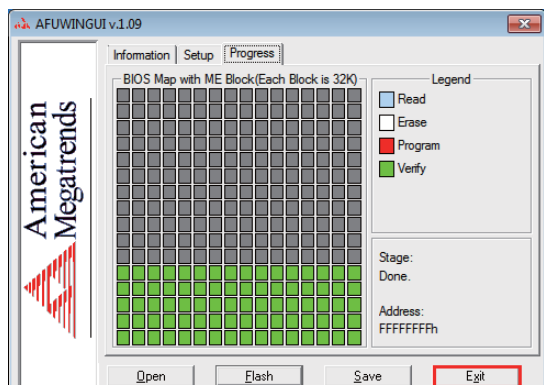 AFUWINGUI v.1.09
Information
Setup
Progress
BIOS Map with ME Block(Each Block is 32K)
Legend
Read
Erase
Program
Verify
American
Megatrends
Stage:
Done.
Address:
FFFFFFFFh
Open
Flash
Save
Exit